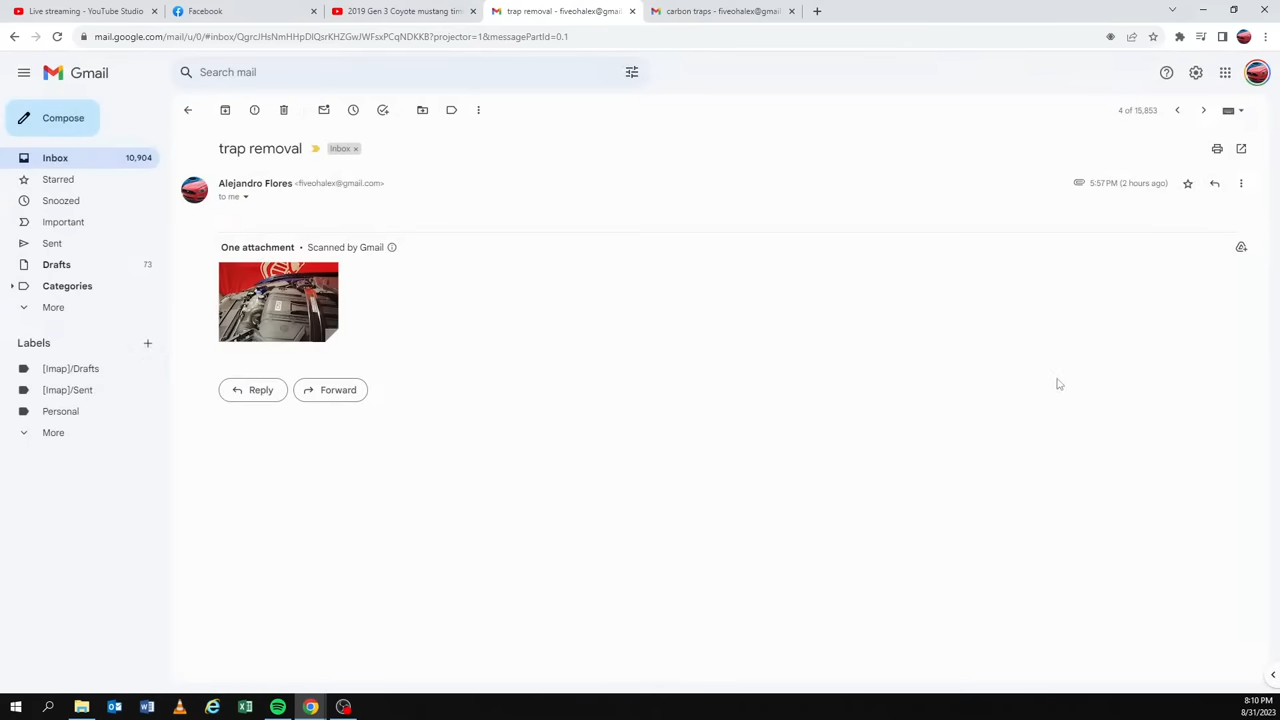 Live streaming - YouTube Studio
Facebook
2019 Gen 3 Coyote mustang tim
trap removal - fiveohalex@gmail
carbon traps - fiveohalex@gmail
mail.google.com/mail/u/0/#inbox/QgrcJHsNmHHpDlQsrKHZGwJWFsxPCqNDKKB?projector=1&messagePartId=0.1
Gmail
Search mail
Compose
4 of 15,853
Inbox 10,904
trap removal
Inbox ×
Starred
Alejandro Flores <fiveohalex@gmail.com>
5:57 PM (2 hours ago)
to me
Snoozed
Important
Sent
One attachment • Scanned by Gmail
Drafts 73
Categories
More
Labels
[Imap]/Drafts
[Imap]/Sent
Reply
Forward
Personal
More
8:10 PM
8/31/2023